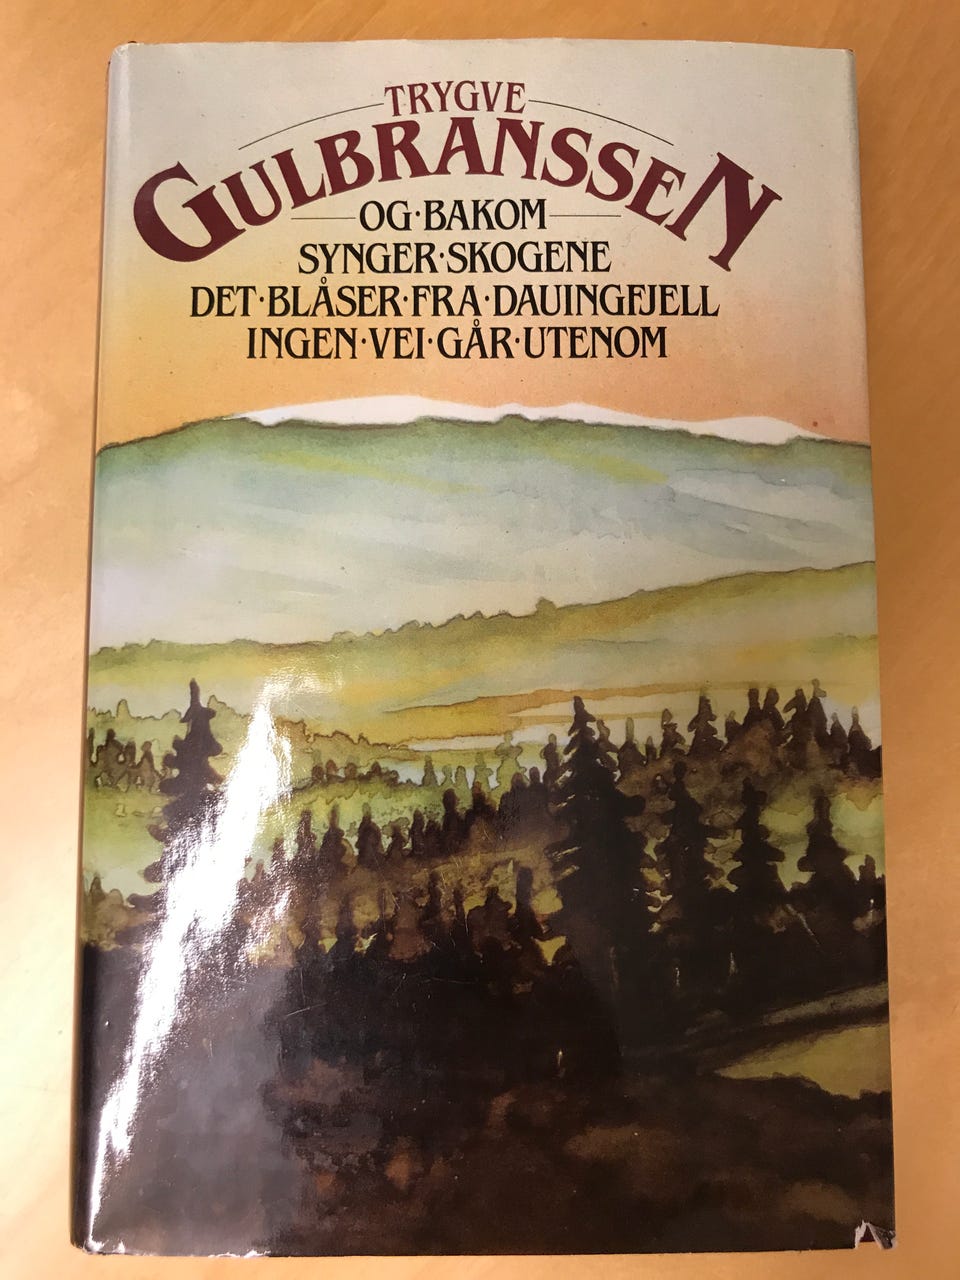 TRYGVE
GULBRANSSEN
OG·BAKOM
SYNGER·SKOGENE
DET·BLÅSER·FRA·DAUINGFJELL
INGEN·VEI·GÅR·UTENOM